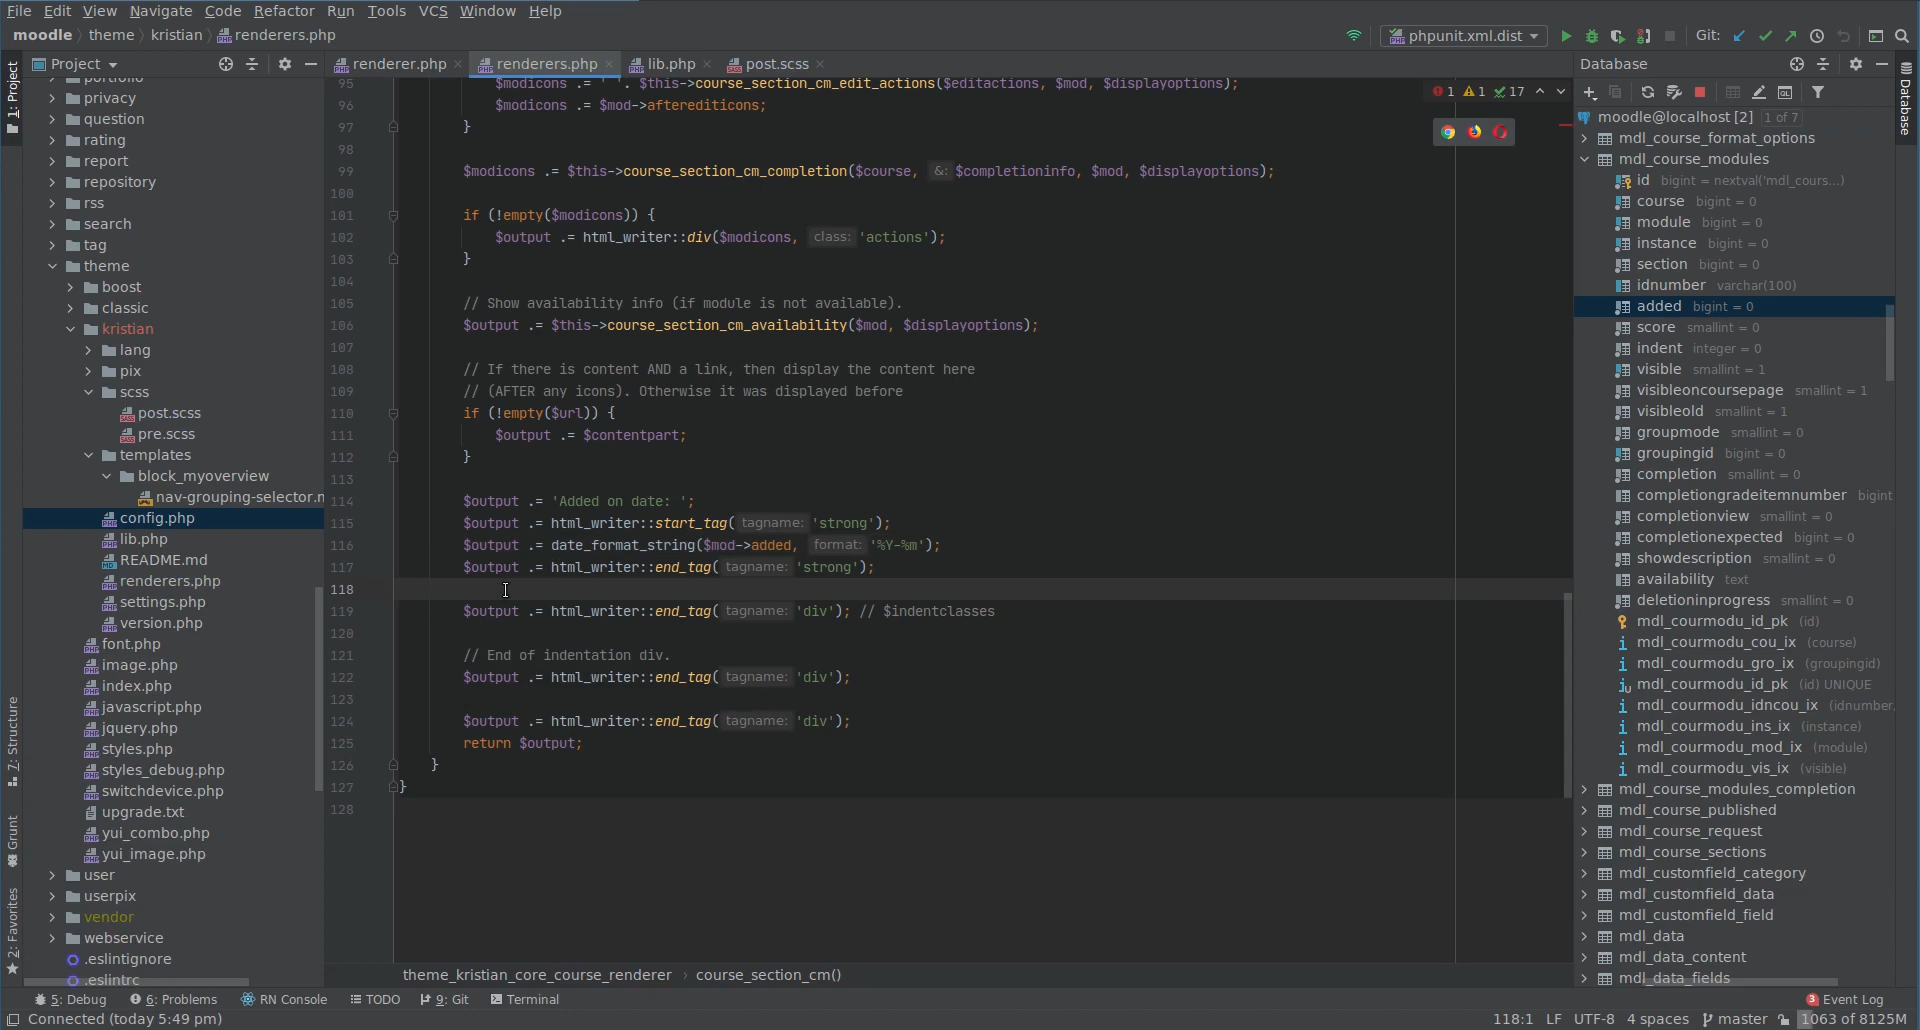 File Edit View Navigate Code Refactor Run Tools VCS Window Help
moodle theme kristian renderers.php
phpunit.xml.dist Git:
Project
renderer.php renderers.php lib.php post.scss
Database
1: Project
portfolio
privacy
question
rating
report
repository
rss
search
tag
theme
boost
classic
kristian
lang
pix
scss
post.scss
pre.scss
templates
block_myoverview
nav-grouping-selector.m
config.php
lib.php
README.md
renderers.php
settings.php
version.php
font.php
image.php
index.php
javascript.php
jquery.php
styles.php
styles_debug.php
switchdevice.php
upgrade.txt
yui_combo.php
yui_image.php
user
userpix
vendor
webservice
.eslintignore
.eslintrc
7: Structure
Grunt
2: Favorites
95 $modicons .= ' '. $this->course_section_cm_edit_actions($editactions, $mod, $displayoptions);
96 $modicons .= $mod->afterediticons;
97 }
98
99 $modicons .= $this->course_section_cm_completion($course, &: $completioninfo, $mod, $displayoptions);
100
101 if (!empty($modicons)) {
102 $output .= html_writer::div($modicons, class: 'actions');
103 }
104
105 // Show availability info (if module is not available).
106 $output .= $this->course_section_cm_availability($mod, $displayoptions);
107
108 // If there is content AND a link, then display the content here
109 // (AFTER any icons). Otherwise it was displayed before
110 if (!empty($url)) {
111 $output .= $contentpart;
112 }
113
114 $output .= 'Added on date: ';
115 $output .= html_writer::start_tag( tagname: 'strong');
116 $output .= date_format_string($mod->added, format: '%Y-%m');
117 $output .= html_writer::end_tag( tagname: 'strong');
118
119 $output .= html_writer::end_tag( tagname: 'div'); // $indentclasses
120
121 // End of indentation div.
122 $output .= html_writer::end_tag( tagname: 'div');
123
124 $output .= html_writer::end_tag( tagname: 'div');
125 return $output;
126 }
127 }
128
1 1 17
theme_kristian_core_course_renderer course_section_cm()
moodle@localhost [2] 1 of 7
mdl_course_format_options
mdl_course_modules
id bigint = nextval('mdl_cours...)
course bigint = 0
module bigint = 0
instance bigint = 0
section bigint = 0
idnumber varchar(100)
added bigint = 0
score smallint = 0
indent integer = 0
visible smallint = 1
visibleoncoursepage smallint = 1
visibleold smallint = 1
groupmode smallint = 0
groupingid bigint = 0
completion smallint = 0
completiongradeitemnumber bigint
completionview smallint = 0
completionexpected bigint = 0
showdescription smallint = 0
availability text
deletioninprogress smallint = 0
mdl_courmodu_id_pk (id)
mdl_courmodu_cou_ix (course)
mdl_courmodu_gro_ix (groupingid)
mdl_courmodu_id_pk (id) UNIQUE
mdl_courmodu_idncou_ix (idnumber,
mdl_courmodu_ins_ix (instance)
mdl_courmodu_mod_ix (module)
mdl_courmodu_vis_ix (visible)
mdl_course_modules_completion
mdl_course_published
mdl_course_request
mdl_course_sections
mdl_customfield_category
mdl_customfield_data
mdl_customfield_field
mdl_data
mdl_data_content
mdl_data_fields
Database
5: Debug 6: Problems RN Console TODO 9: Git Terminal 3 Event Log
Connected (today 5:49 pm) 118:1 LF UTF-8 4 spaces master 1063 of 8125M